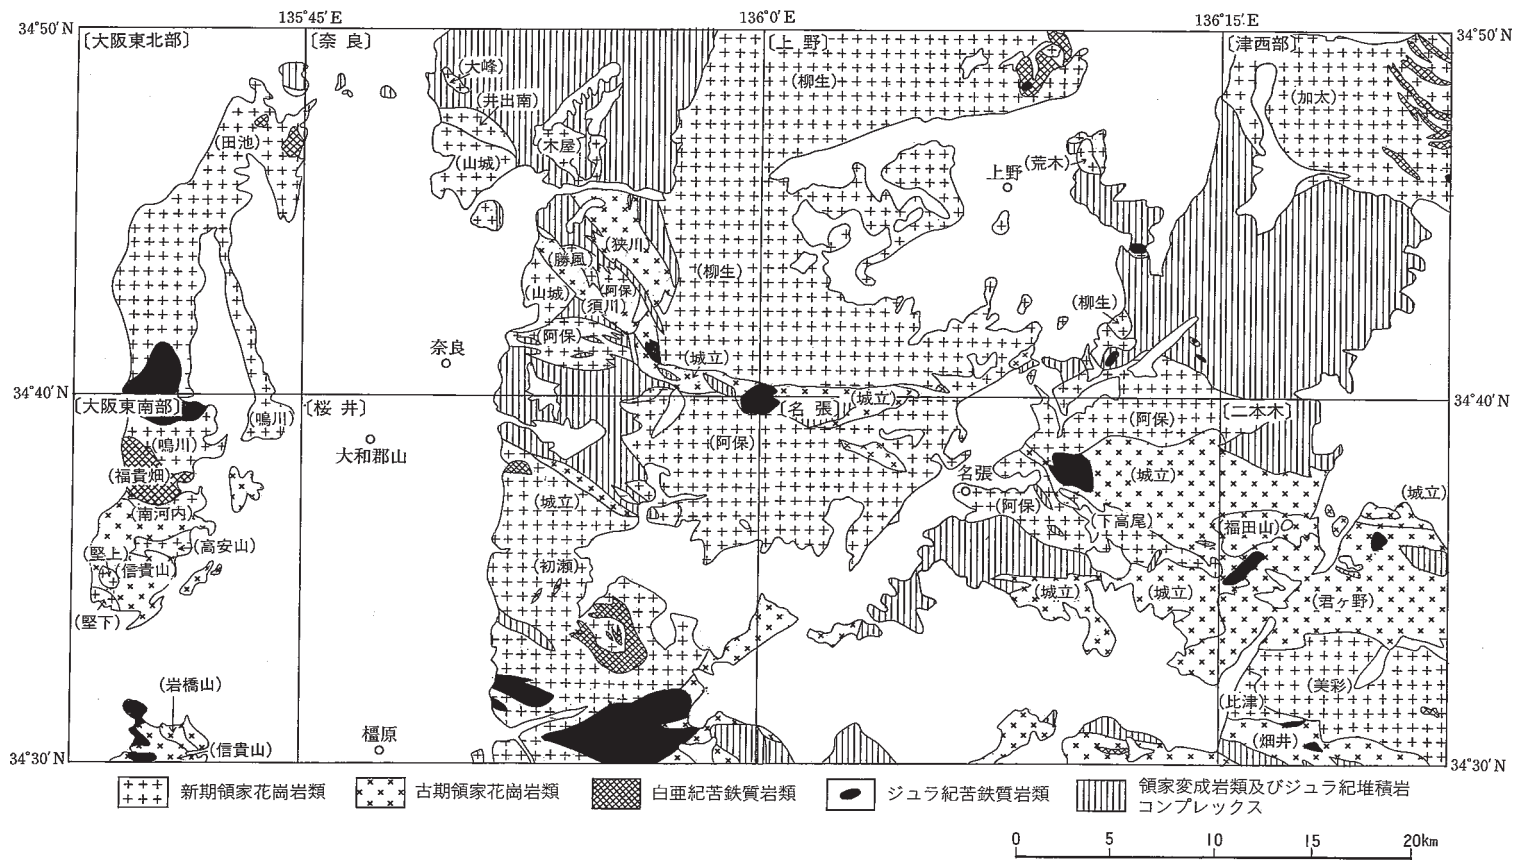 135°45′E
136°0′E
136°15′E
34°50′N
34°50′N
〔大阪東北部〕
〔奈 良〕
〔上 野〕
〔津西部〕
(大峰)
(柳生)
(加太)
(井出南)
(田池)
(木屋)
(山城)
上野
(荒木)
(狭川)
(勝風)
(柳生)
(山城)
(阿保)
(須川)
(柳生)
(阿保)
奈良
(城立)
34°40′N
34°40′N
〔大阪東南部〕
〔桜 井〕
〔名 張〕
〔二本木〕
(城立)
(鳴川)
(阿保)
(鳴川)
(阿保)
大和郡山
(福貴畑)
名張
(城立)
(城立)
(城立)
(南河内)
(阿保)
(下高尾)
(福田山)
(高安山)
(堅上)
(信貴山)
(初瀬)
(堅下)
(城立)
(城立)
(君ヶ野)
(岩橋山)
(美彩)
(比津)
橿原
(信貴山)
(畑井)
34°30′N
34°30′N
新期領家花崗岩類
古期領家花崗岩類
白亜紀苦鉄質岩類
ジュラ紀苦鉄質岩類
領家変成岩類及びジュラ紀堆積岩
コンプレックス
0 5 10 15 20km